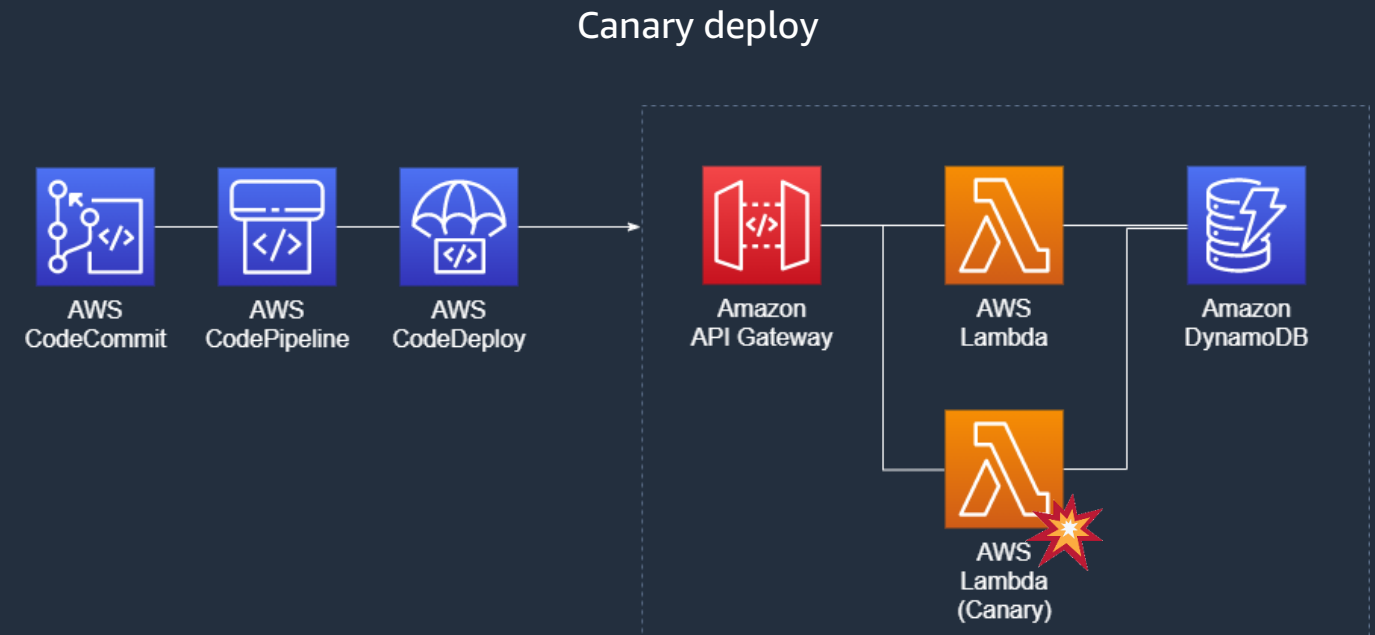 Canary deploy
</>
</>
</>
</>
AWS
CodeCommit
AWS
CodePipeline
AWS
CodeDeploy
Amazon
API Gateway
AWS
Lambda
Amazon
DynamoDB
AWS
Lambda
(Canary)